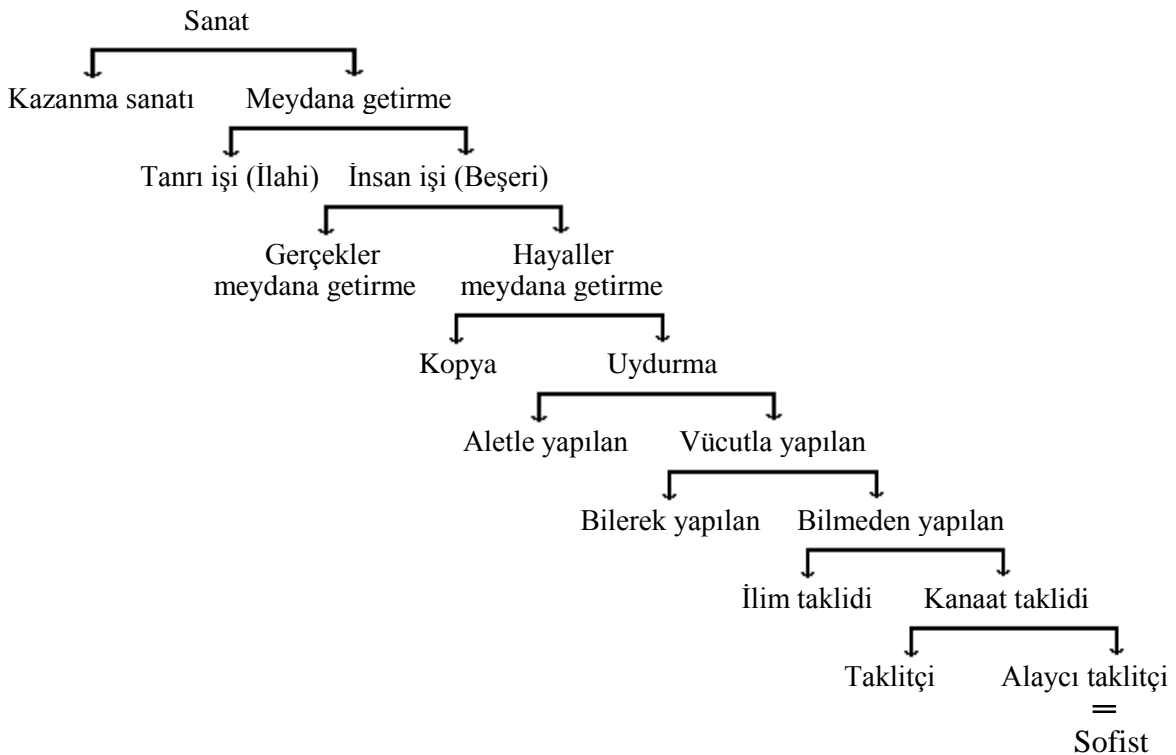 Sanat
Kazanma sanatı Meydana getirme
Tanrı işi (İlahi) İnsan işi (Beşeri)
Gerçekler Hayaller
meydana getirme meydana getirme
Kopya Uydurma
Aletle yapılan Vücutla yapılan
Bilerek yapılan Bilmeden yapılan
İlim taklidi Kanaat taklidi
Taklitçi Alaycı taklitçi
=
Sofist